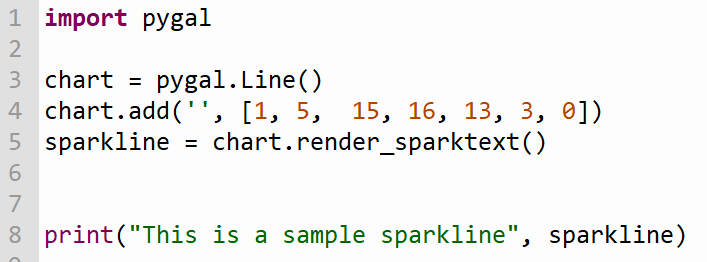 1 import pygal
2
3 chart = pygal.Line()
4 chart.add('', [1, 5,  15, 16, 13, 3, 0])
5 sparkline = chart.render_sparktext()
6
7
8 print("This is a sample sparkline", sparkline)